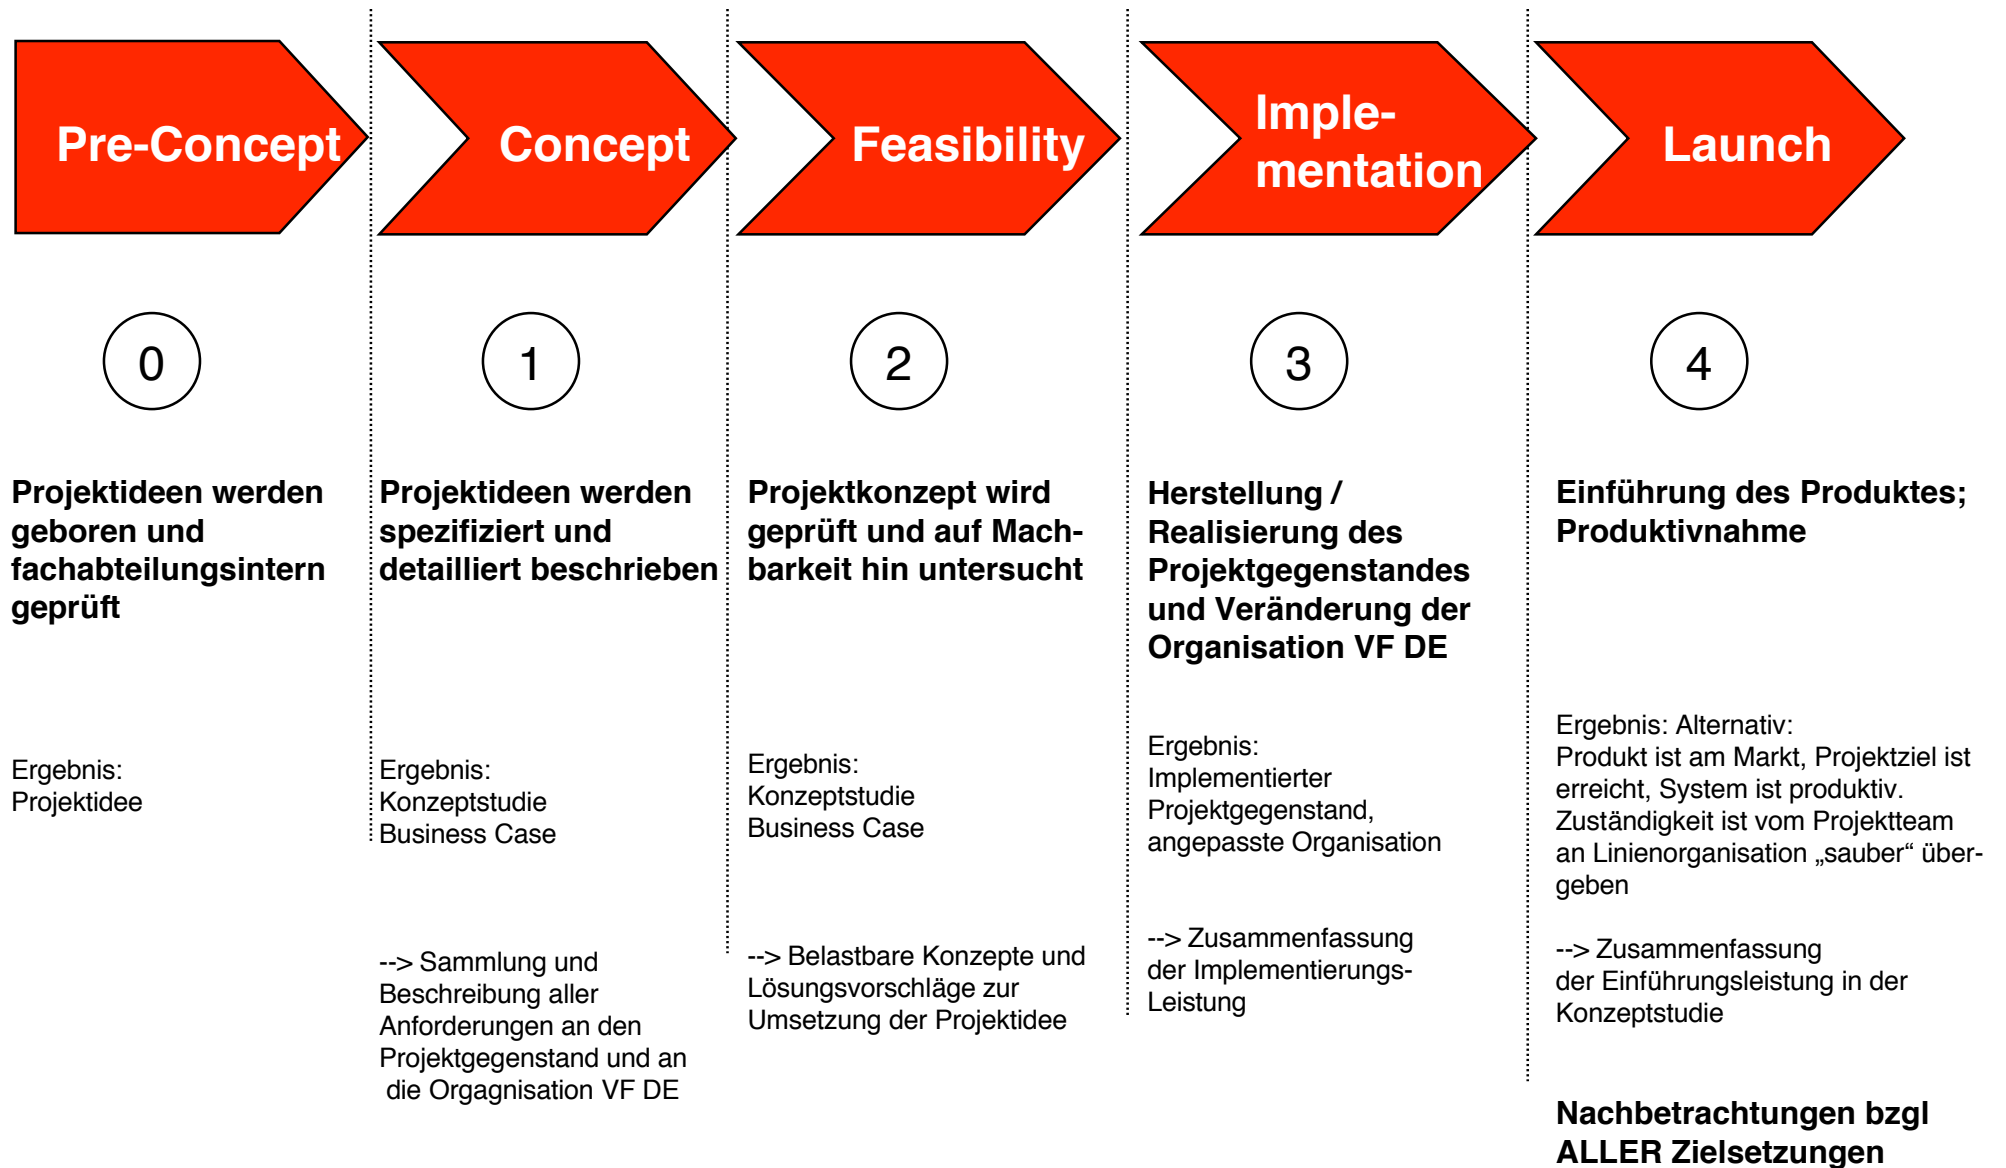 Pre-Concept
Concept
Feasibility
Imple-
mentation
Launch
0
1
2
3
4
Projektideen werden
geboren und
fachabteilungsintern
geprüft
Projektideen werden
spezifiziert und
detailliert beschrieben
Projektkonzept wird
geprüft und auf Mach-
barkeit hin untersucht
Herstellung /
Realisierung des
Projektgegenstandes
und Veränderung der
Organisation VF DE
Einführung des Produktes;
Produktivnahme
Ergebnis:
Projektidee
Ergebnis:
Konzeptstudie
Business Case
Ergebnis:
Konzeptstudie
Business Case
Ergebnis:
Implementierter
Projektgegenstand,
angepasste Organisation
Ergebnis: Alternativ:
Produkt ist am Markt, Projektziel ist
erreicht, System ist produktiv.
Zuständigkeit ist vom Projektteam
an Linienorganisation „sauber“ über-
geben
--> Sammlung und
Beschreibung aller
Anforderungen an den
Projektgegenstand und an
die Orgagnisation VF DE
--> Belastbare Konzepte und
Lösungsvorschläge zur
Umsetzung der Projektidee
--> Zusammenfassung
der Implementierungs-
Leistung
--> Zusammenfassung
der Einführungsleistung in der
Konzeptstudie
Nachbetrachtungen bzgl
ALLER Zielsetzungen